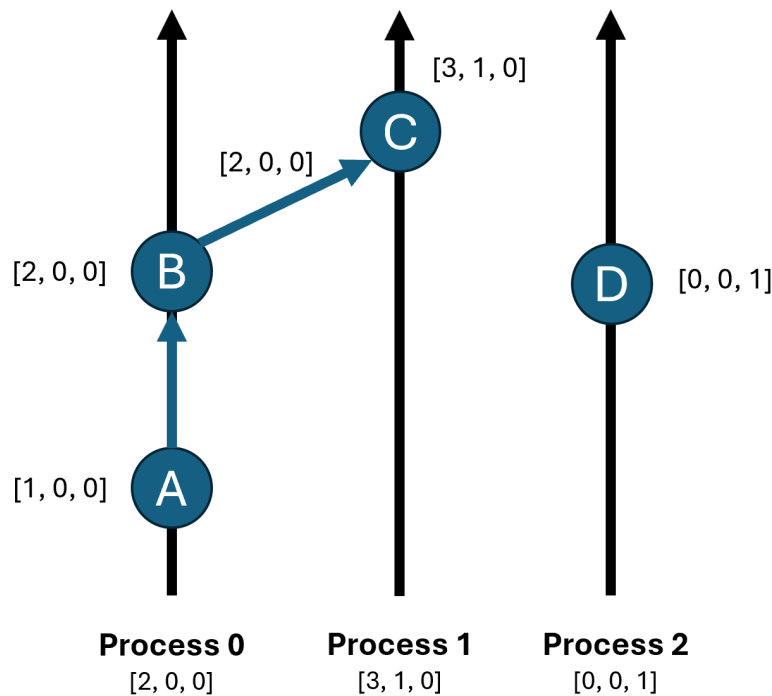 [3, 1, 0]
C
[2, 0, 0]
[2, 0, 0]
B
D
[0, 0, 1]
[1, 0, 0]
A
Process 0
Process 1
Process 2
[2, 0, 0]
[3, 1, 0]
[0, 0, 1]